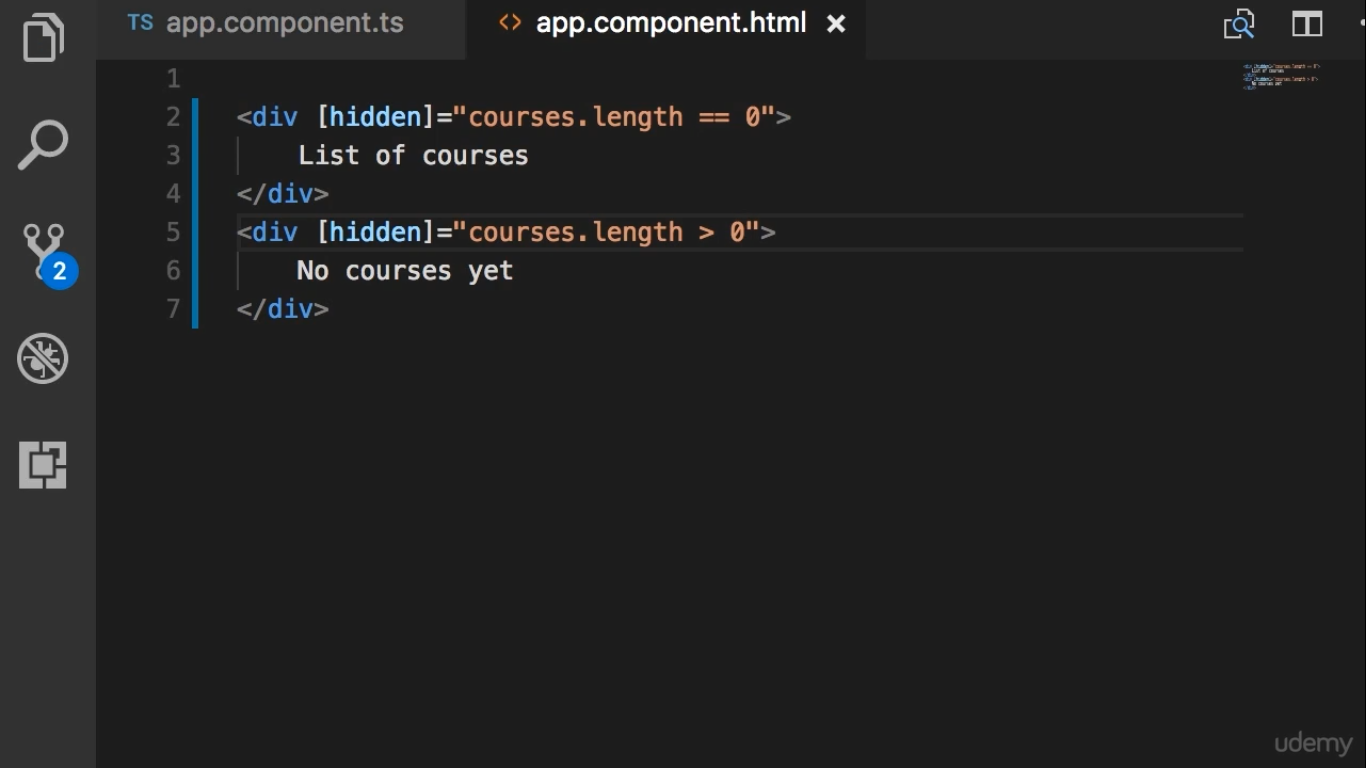 TS app.component.ts
<> app.component.html
1
2 <div [hidden]="courses.length == 0">
3 List of courses
4 </div>
5 <div [hidden]="courses.length > 0">
6 No courses yet
7 </div>
2
udemy